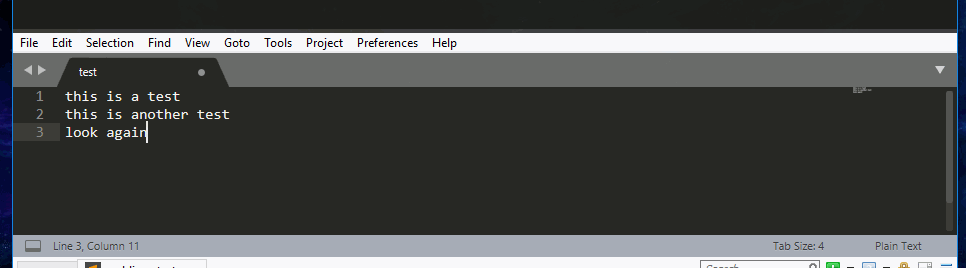 File Edit Selection Find View Goto Tools Project Preferences Help
test
1 this is a test
2 this is another test
3 look again
Line 3, Column 11 Tab Size: 4 Plain Text